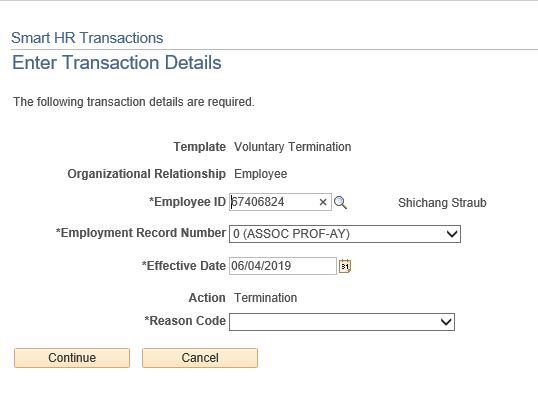 Smart HR Transactions
Enter Transaction Details
The following transaction details are required.
Template Voluntary Termination
Organizational Relationship Employee
*Employee ID 67406824 × Shichang Straub
*Employment Record Number 0 (ASSOC PROF-AY)
*Effective Date 06/04/2019 31
Action Termination
*Reason Code
Continue Cancel